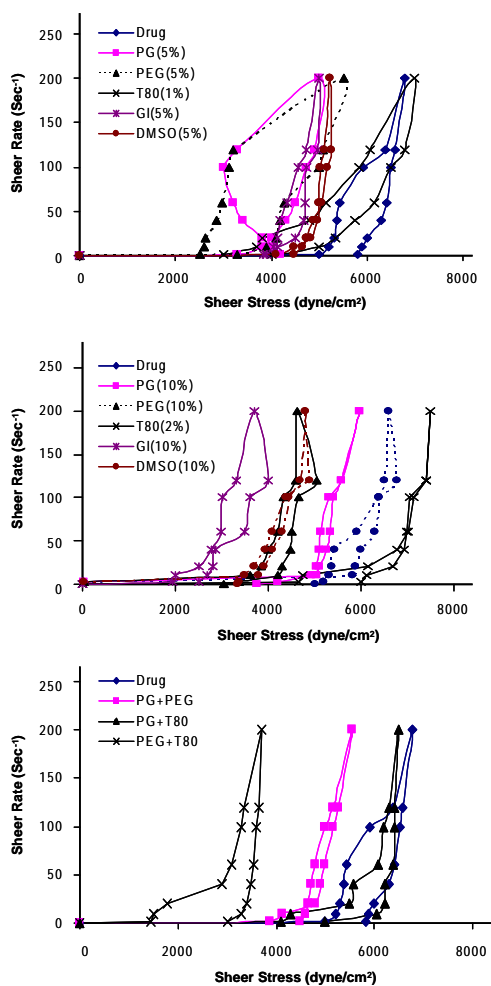 Drug
PG(5%)
PEG(5%)
T80(1%)
GI(5%)
DMSO(5%)
Sheer Rate (Sec-1)
250
200
150
100
50
0
0 2000 4000 6000 8000
Sheer Stress (dyne/cm2)
Drug
PG(10%)
PEG(10%)
T80(2%)
GI(10%)
DMSO(10%)
Sheer Rate (Sec-1)
250
200
150
100
50
0
0 2000 4000 6000 8000
Sheer Stress (dyne/cm2)
Drug
PG+PEG
PG+T80
PEG+T80
Sheer Rate (Sec-1)
250
200
150
100
50
0
0 2000 4000 6000 8000
Sheer Stress (dyne/cm2)